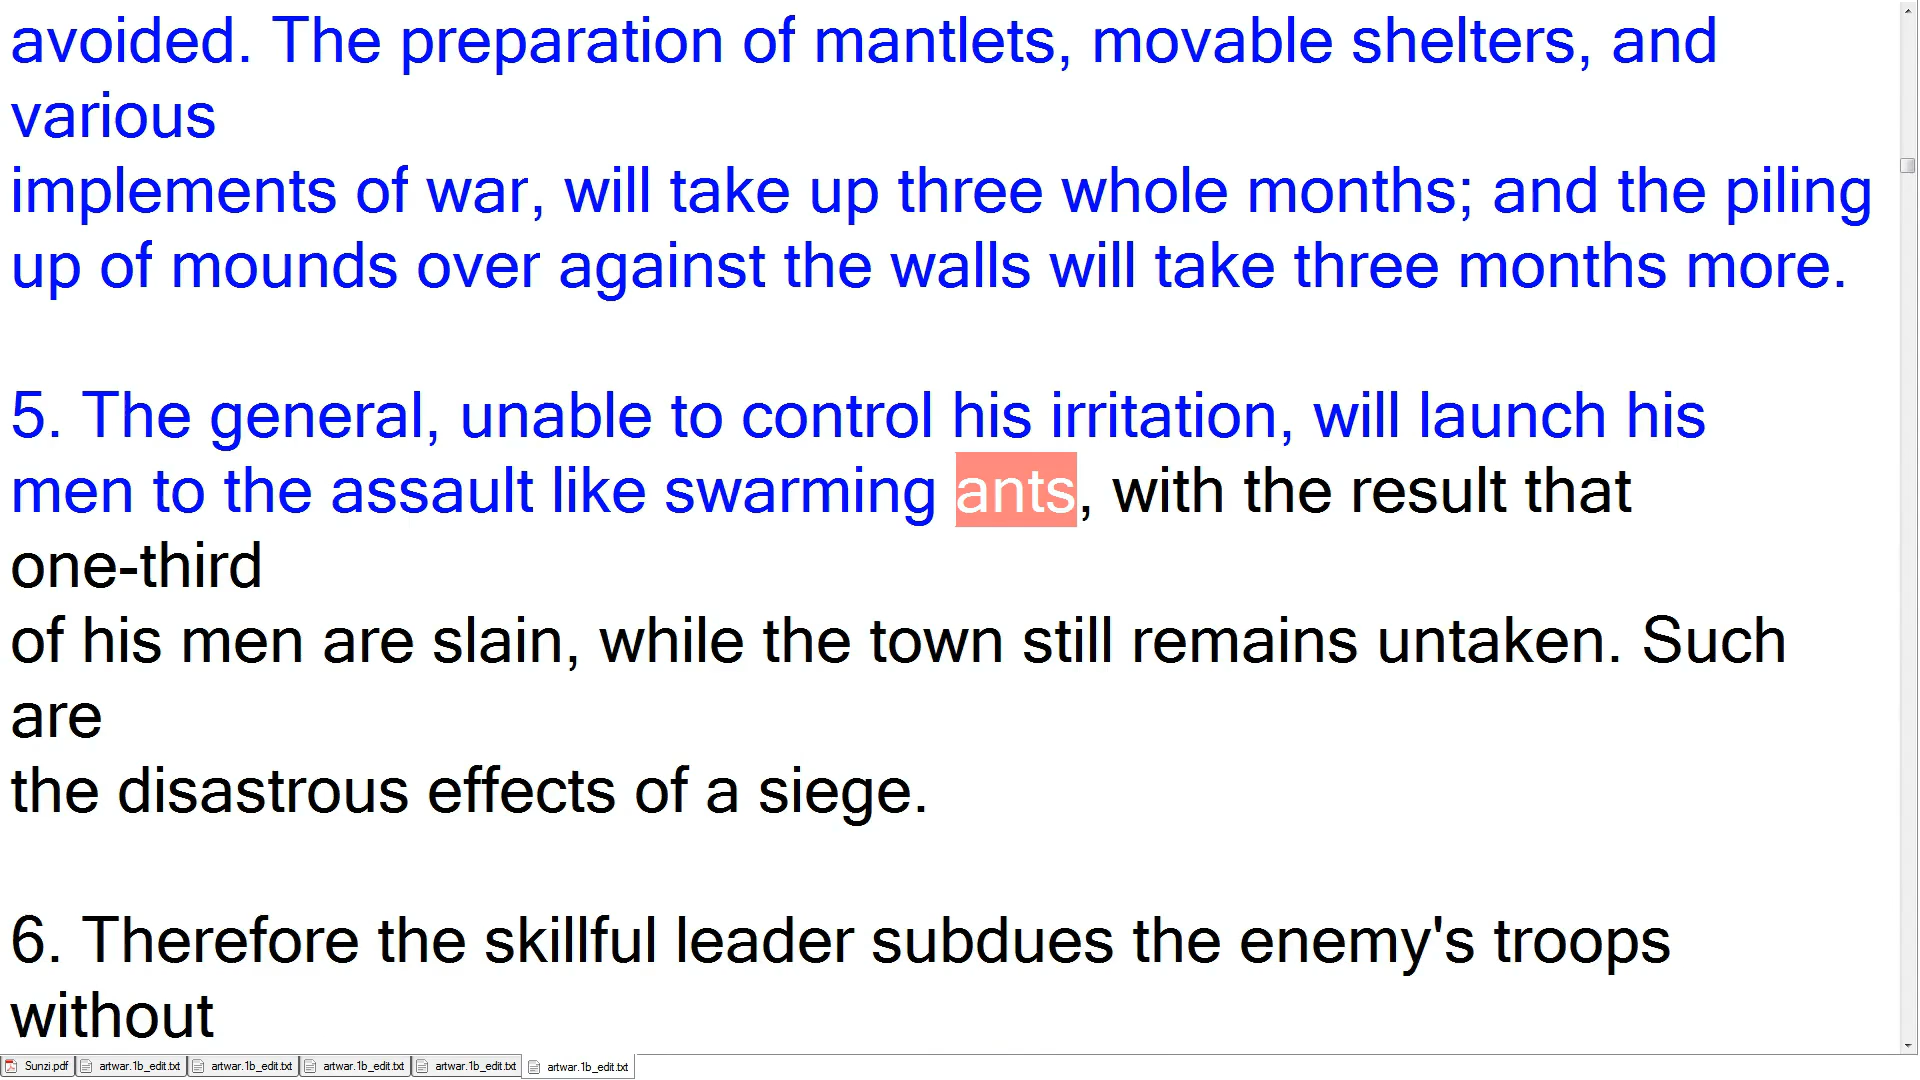 avoided. The preparation of mantlets, movable shelters, and
various
implements of war, will take up three whole months; and the piling
up of mounds over against the walls will take three months more.
5. The general, unable to control his irritation, will launch his
men to the assault like swarming ants, with the result that
one-third
of his men are slain, while the town still remains untaken. Such
are
the disastrous effects of a siege.
6. Therefore the skillful leader subdues the enemy's troops
without
Sunzi.pdf artwar.1b_edit.txt artwar.1b_edit.txt artwar.1b_edit.txt artwar.1b_edit.txt artwar.1b_edit.txt